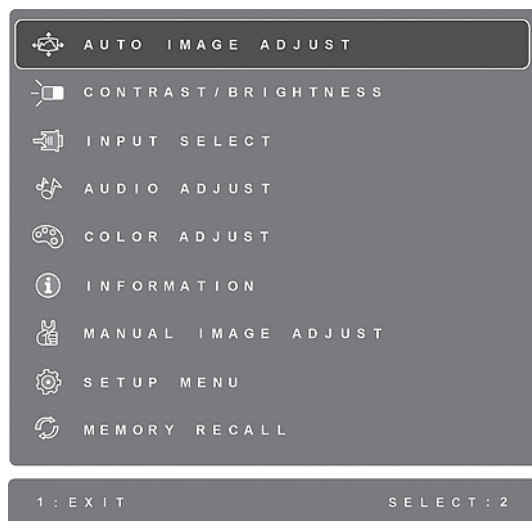 AUTO IMAGE ADJUST
CONTRAST/BRIGHTNESS
INPUT SELECT
AUDIO ADJUST
COLOR ADJUST
INFORMATION
MANUAL IMAGE ADJUST
SETUP MENU
MEMORY RECALL
1:EXIT SELECT:2